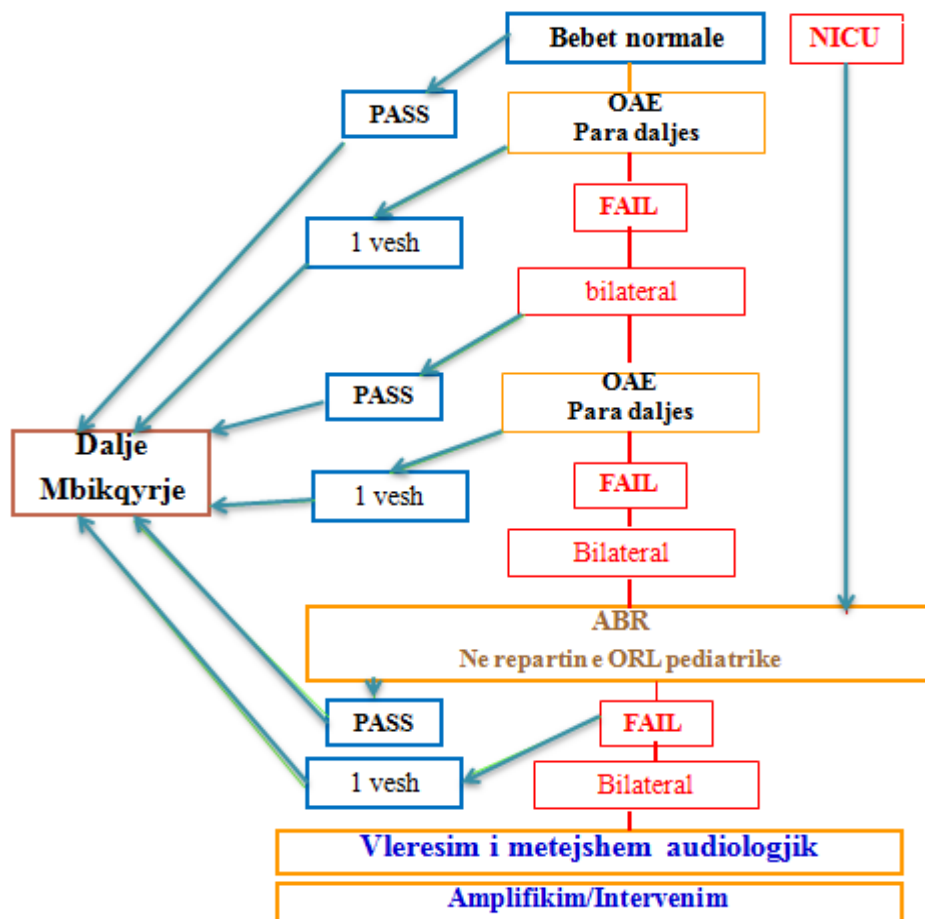 Bebet normale
NICU
PASS
OAE
Para daljes
FAIL
1 vesh
bilateral
PASS
OAE
Para daljes
Dalje
Mbikqyrje
1 vesh
FAIL
Bilateral
ABR
Ne repartin e ORL pediatrike
PASS
FAIL
1 vesh
Bilateral
Vleresim i metejshem audiologjik
Amplifikim/Intervenim